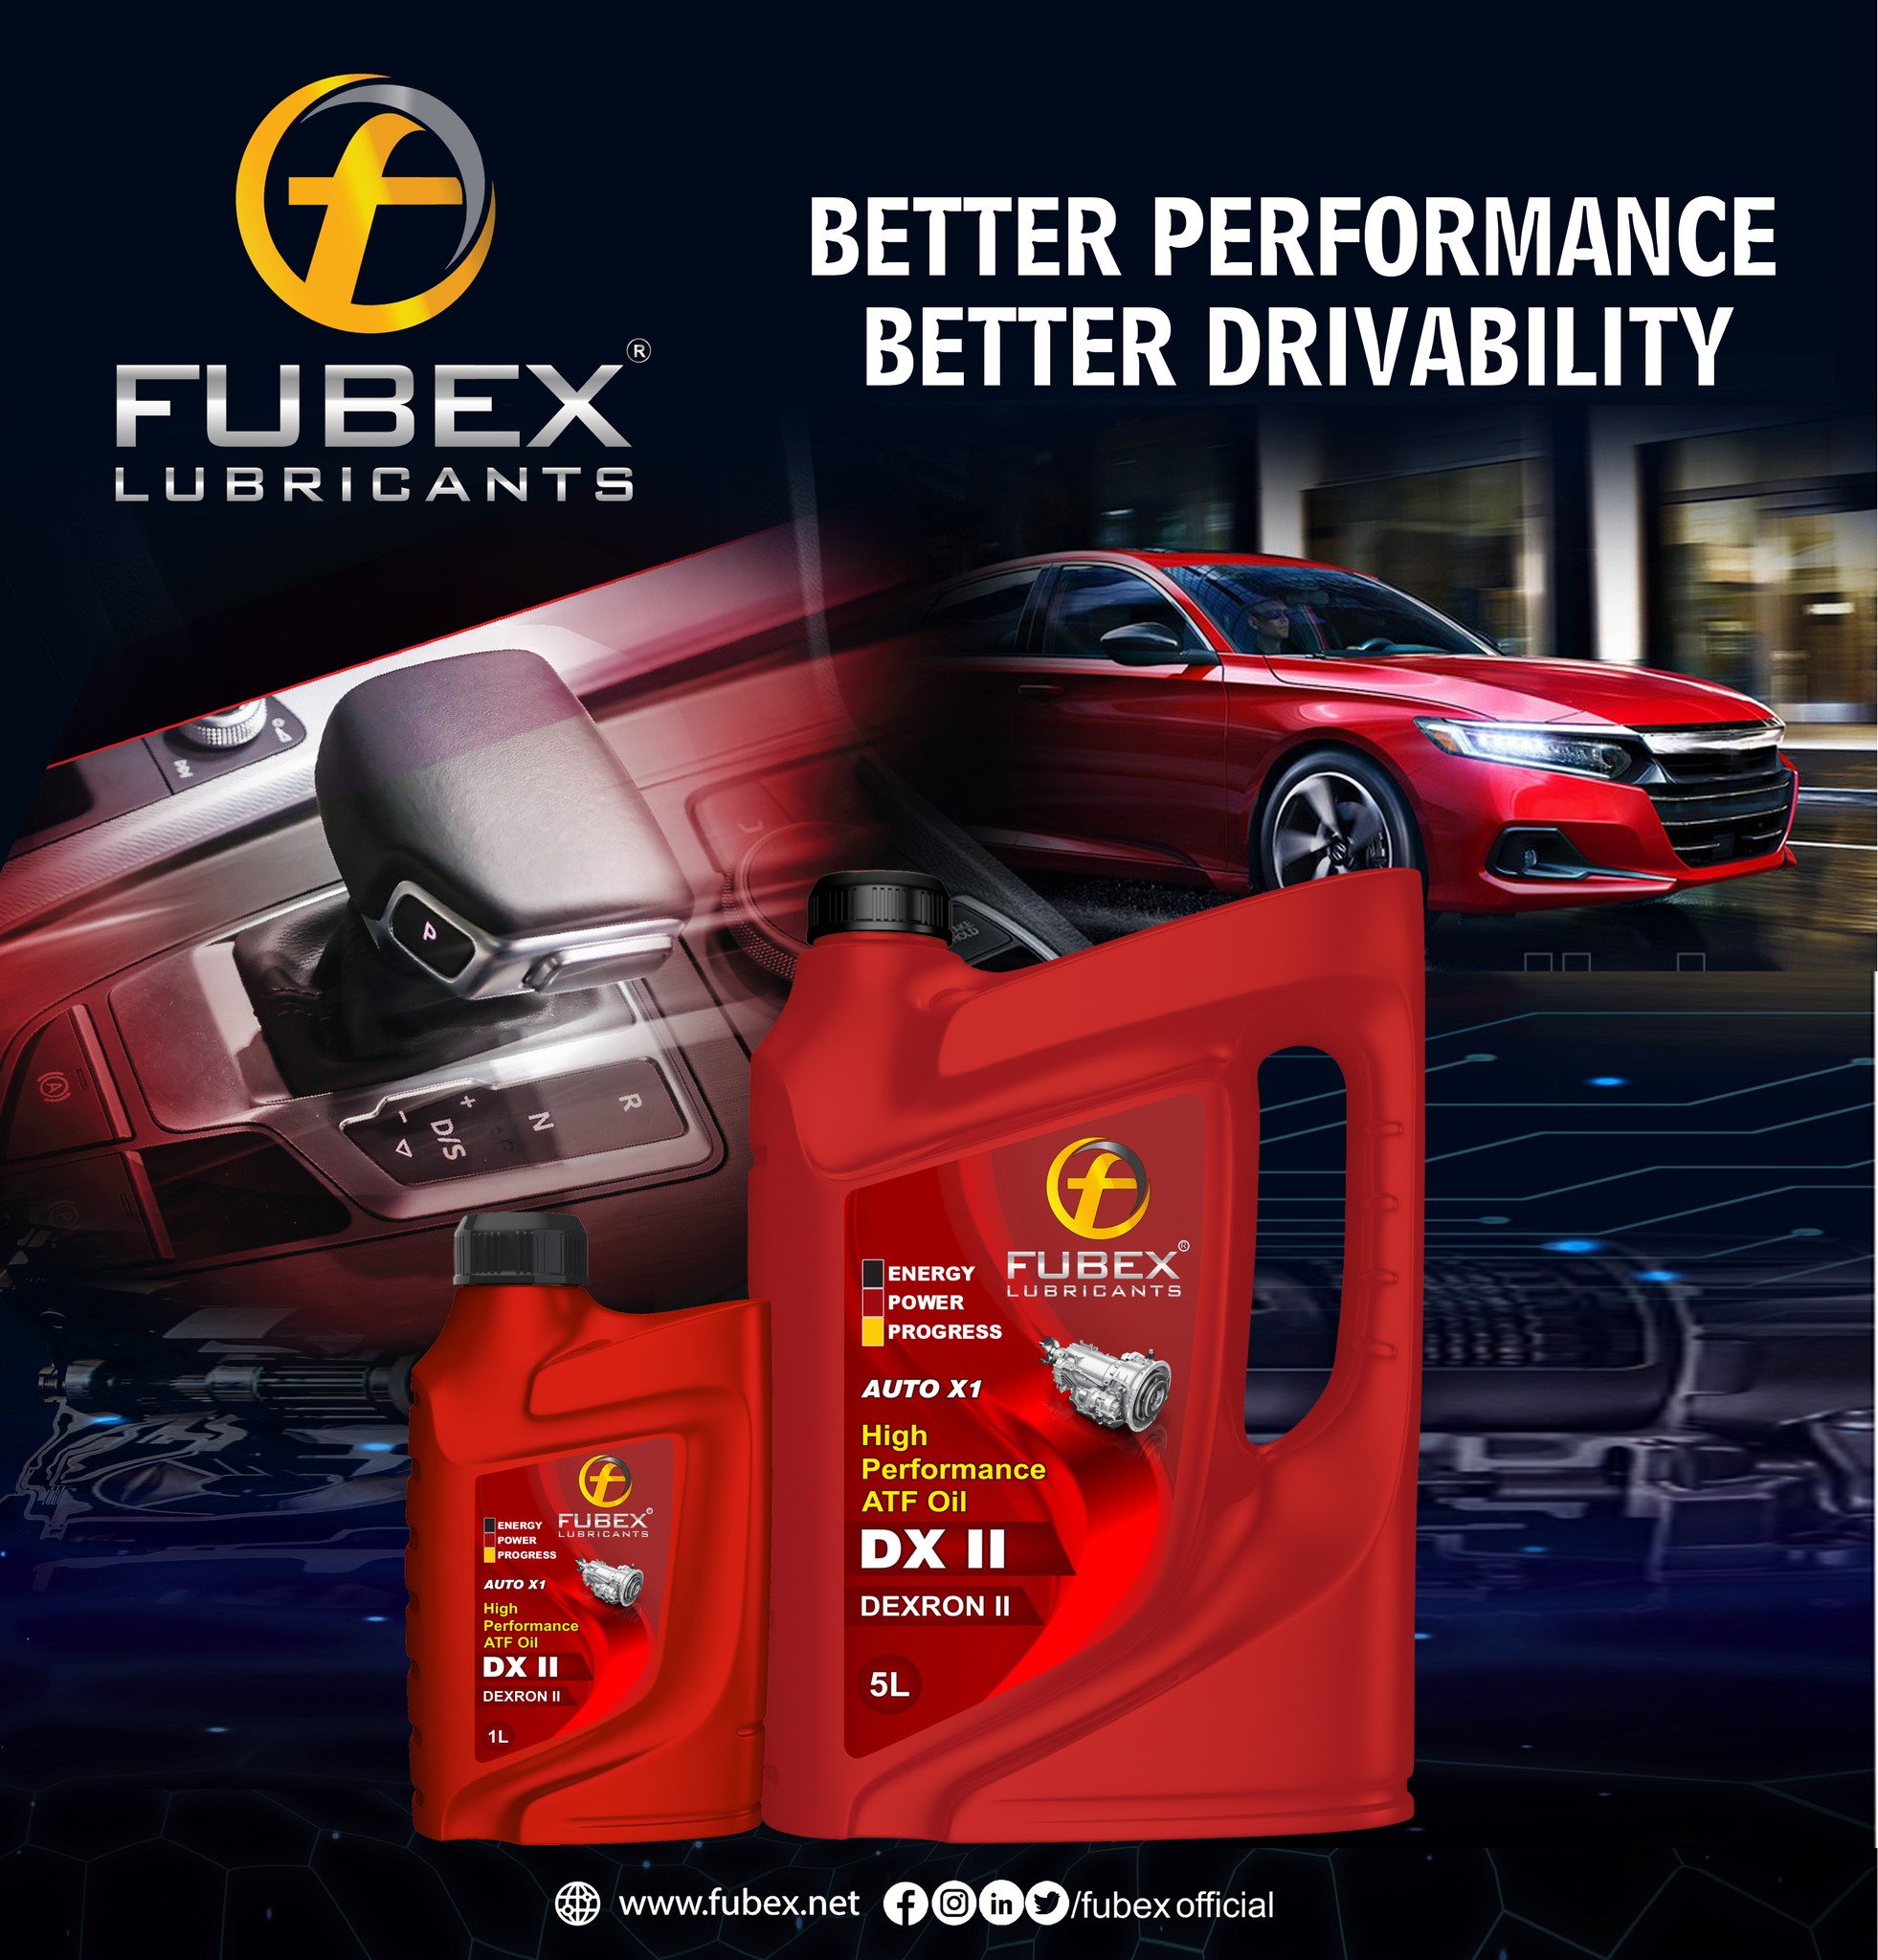 FUBEX®
LUBRICANTS
BETTER PERFORMANCE
BETTER DRIVABILITY
P
R
N
D/S
+
-
FUBEX®
LUBRICANTS
ENERGY
POWER
PROGRESS
AUTO X1
High
Performance
ATF Oil
DX II
DEXRON II
5L
FUBEX®
LUBRICANTS
ENERGY
POWER
PROGRESS
AUTO X1
High
Performance
ATF Oil
DX II
DEXRON II
1L
www.fubex.net /fubex official